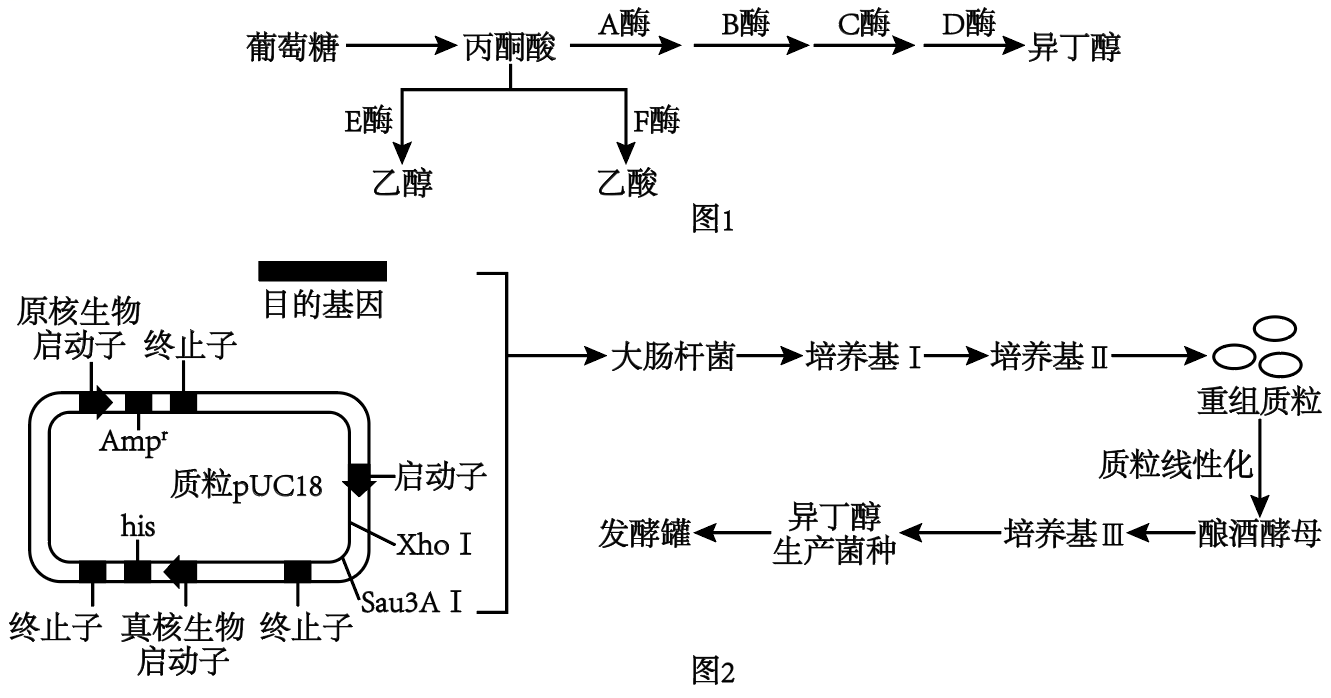 A酶 B酶 C酶 D酶
葡萄糖 丙酮酸 异丁醇
E酶 F酶
乙醇 乙酸
图1
目的基因
原核生物
启动子 终止子
大肠杆菌 培养基Ⅰ 培养基Ⅱ
重组质粒
Ampr
质粒pUC18 启动子
质粒线性化
his
XhoⅠ
Sau3AⅠ
发酵罐 异丁醇
生产菌种 培养基Ⅲ 酿酒酵母
终止子 真核生物
启动子 终止子
图2